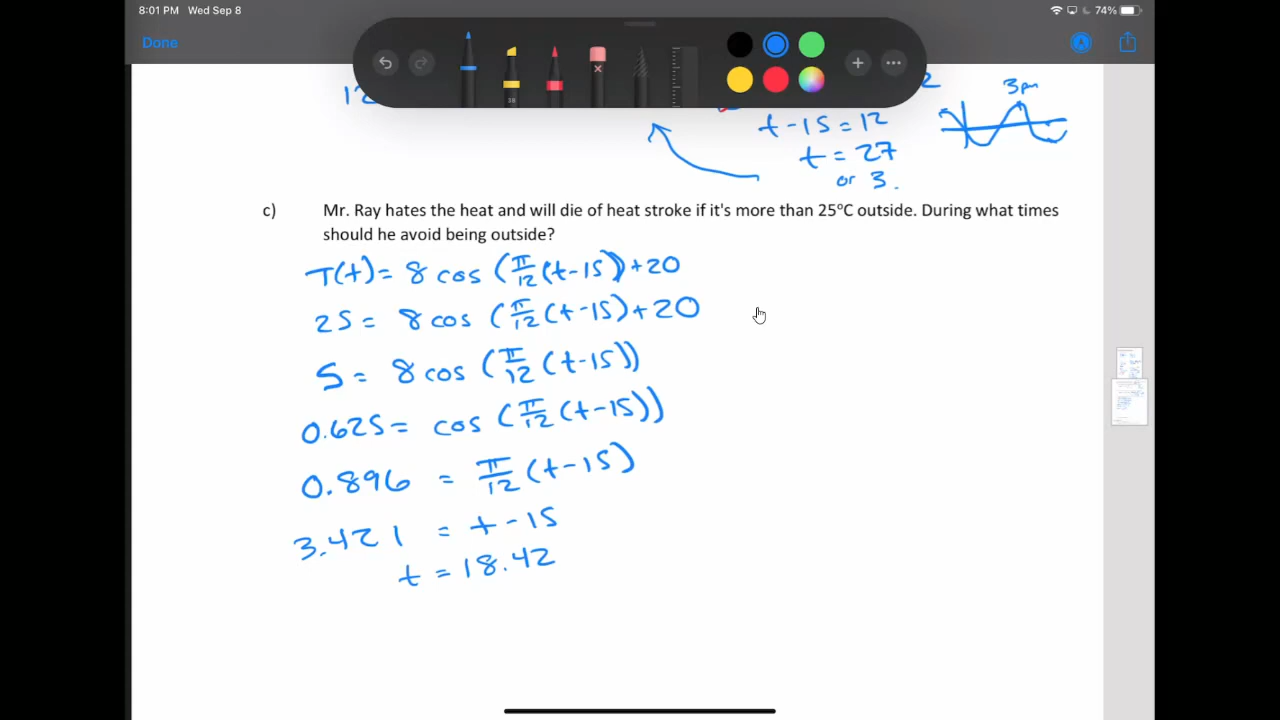 8:01 PM Wed Sep 8
74%
Done
12
2
3pm
t-15=12
t = 27
or 3.
c) Mr. Ray hates the heat and will die of heat stroke if it's more than 25°C outside. During what times
should he avoid being outside?
T(t)= 8 cos (π/12(t-15))+20
25 = 8 cos (π/12(t-15)+20
5 = 8 cos (π/12(t-15))
0.625= cos (π/12(t-15))
0.896 = π/12(t-15)
3.421 = t-15
t = 18.42